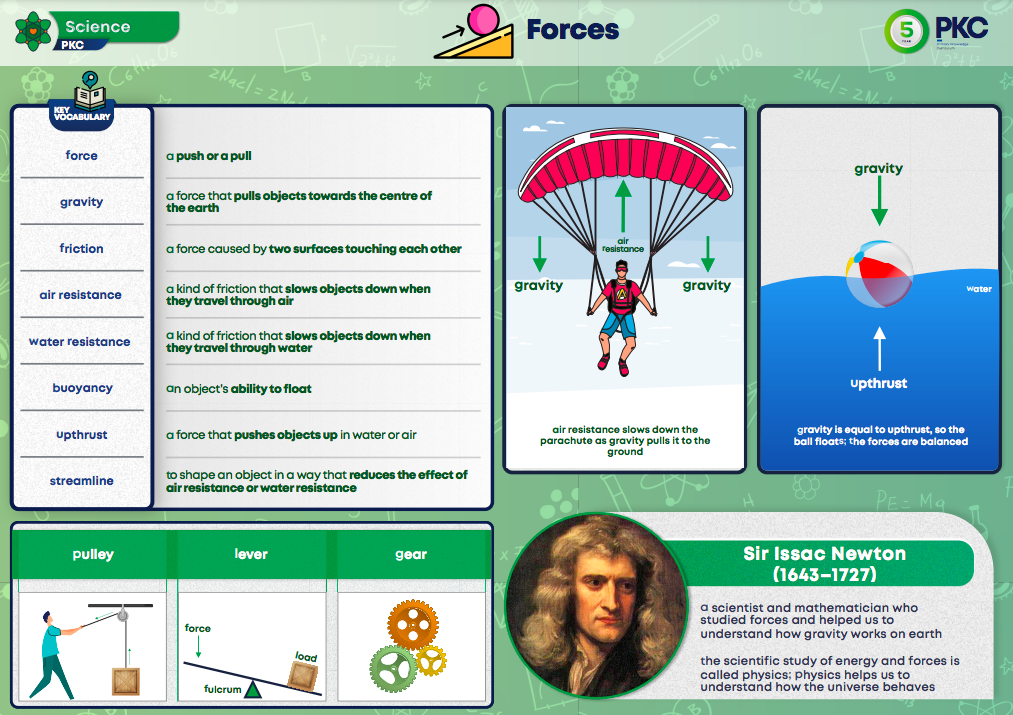 Science
PKC
Forces
5
YEAR
PKC
Primary Knowledge
Curriculum
KEY
VOCABULARY
force
a push or a pull
gravity
a force that pulls objects towards the centre of
the earth
friction
a force caused by two surfaces touching each other
air resistance
a kind of friction that slows objects down when
they travel through air
water resistance
a kind of friction that slows objects down when
they travel through water
buoyancy
an object's ability to float
upthrust
a force that pushes objects up in water or air
streamline
to shape an object in a way that reduces the effect of
air resistance or water resistance
air
resistance
gravity
gravity
air resistance slows down the
parachute as gravity pulls it to the
ground
gravity
water
upthrust
gravity is equal to upthrust, so the
ball floats; the forces are balanced
pulley
lever
gear
force
load
fulcrum
Sir Issac Newton
(1643–1727)
a scientist and mathematician who
studied forces and helped us to
understand how gravity works on earth
the scientific study of energy and forces is
called physics; physics helps us to
understand how the universe behaves